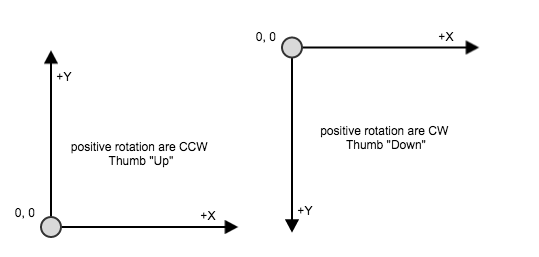 +Y
positive rotation are CCW
Thumb "Up"
0, 0
+X
0, 0
+X
positive rotation are CW
Thumb "Down"
+Y